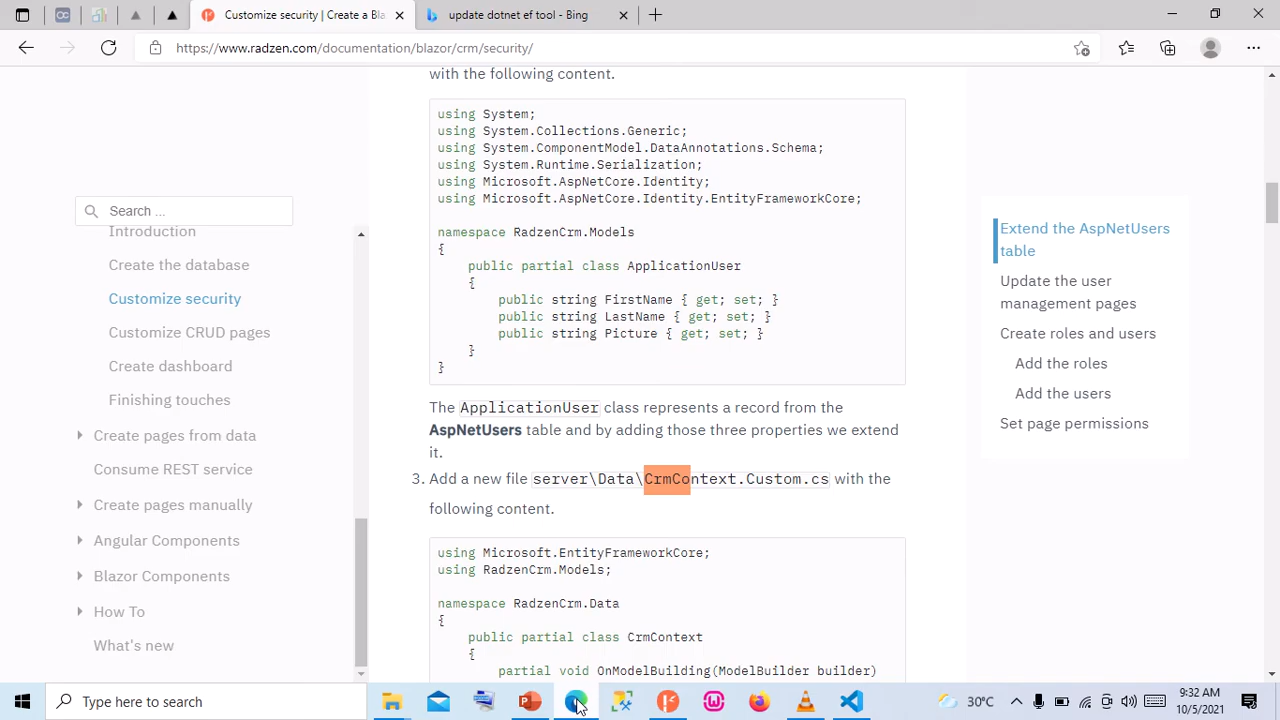 Customize security | Create a Bla
update dotnet ef tool - Bing
https://www.radzen.com/documentation/blazor/crm/security/
Search ...
Introduction
Create the database
Customize security
Customize CRUD pages
Create dashboard
Finishing touches
Create pages from data
Consume REST service
Create pages manually
Angular Components
Blazor Components
How To
What's new
with the following content.
using System;
using System.Collections.Generic;
using System.ComponentModel.DataAnnotations.Schema;
using System.Runtime.Serialization;
using Microsoft.AspNetCore.Identity;
using Microsoft.AspNetCore.Identity.EntityFrameworkCore;
namespace RadzenCrm.Models
{
public partial class ApplicationUser
{
public string FirstName { get; set; }
public string LastName { get; set; }
public string Picture { get; set; }
}
}
The ApplicationUser class represents a record from the
AspNetUsers table and by adding those three properties we extend
it.
3. Add a new file server\Data\CrmContext.Custom.cs with the
following content.
using Microsoft.EntityFrameworkCore;
using RadzenCrm.Models;
namespace RadzenCrm.Data
{
public partial class CrmContext
{
partial void OnModelBuilding(ModelBuilder builder)
Extend the AspNetUsers
table
Update the user
management pages
Create roles and users
Add the roles
Add the users
Set page permissions
Type here to search
30°C
9:32 AM
10/5/2021